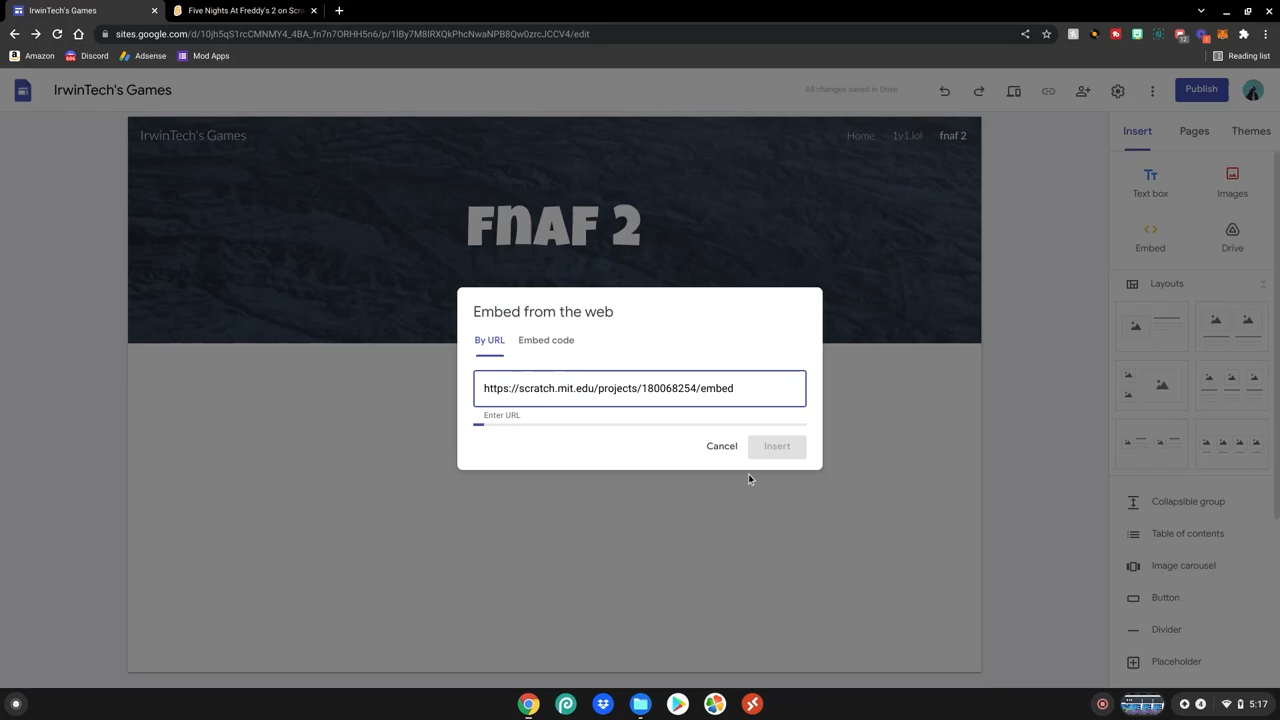 IrwinTech's Games
Five Nights At Freddy's 2 on Scra
sites.google.com/d/10jh5qS1rcCMNMY4_4BA_fn7n7ORHH5n6/p/1lBy7M8lRXQkPhcNwaNPB8Qw0zrcJCCV4/edit
Amazon
Discord
Adsense
Mod Apps
Reading list
IrwinTech's Games
All changes saved in Drive
Publish
IrwinTech's Games
Home
1v1.lol
fnaf 2
FNAF 2
Embed from the web
By URL
Embed code
https://scratch.mit.edu/projects/180068254/embed
Enter URL
Cancel
Insert
Insert
Pages
Themes
Text box
Images
Embed
Drive
Layouts
Collapsible group
Table of contents
Image carousel
Button
Divider
Placeholder
4
5:17